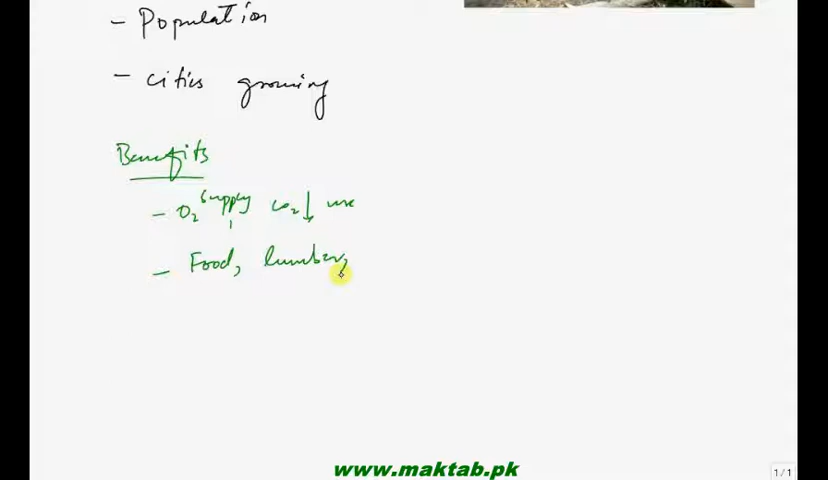 - Population
- Cities growing
Benefits
- O₂ supply, CO₂↓ use
- Food, lumber,
www.maktab.pk
1/1